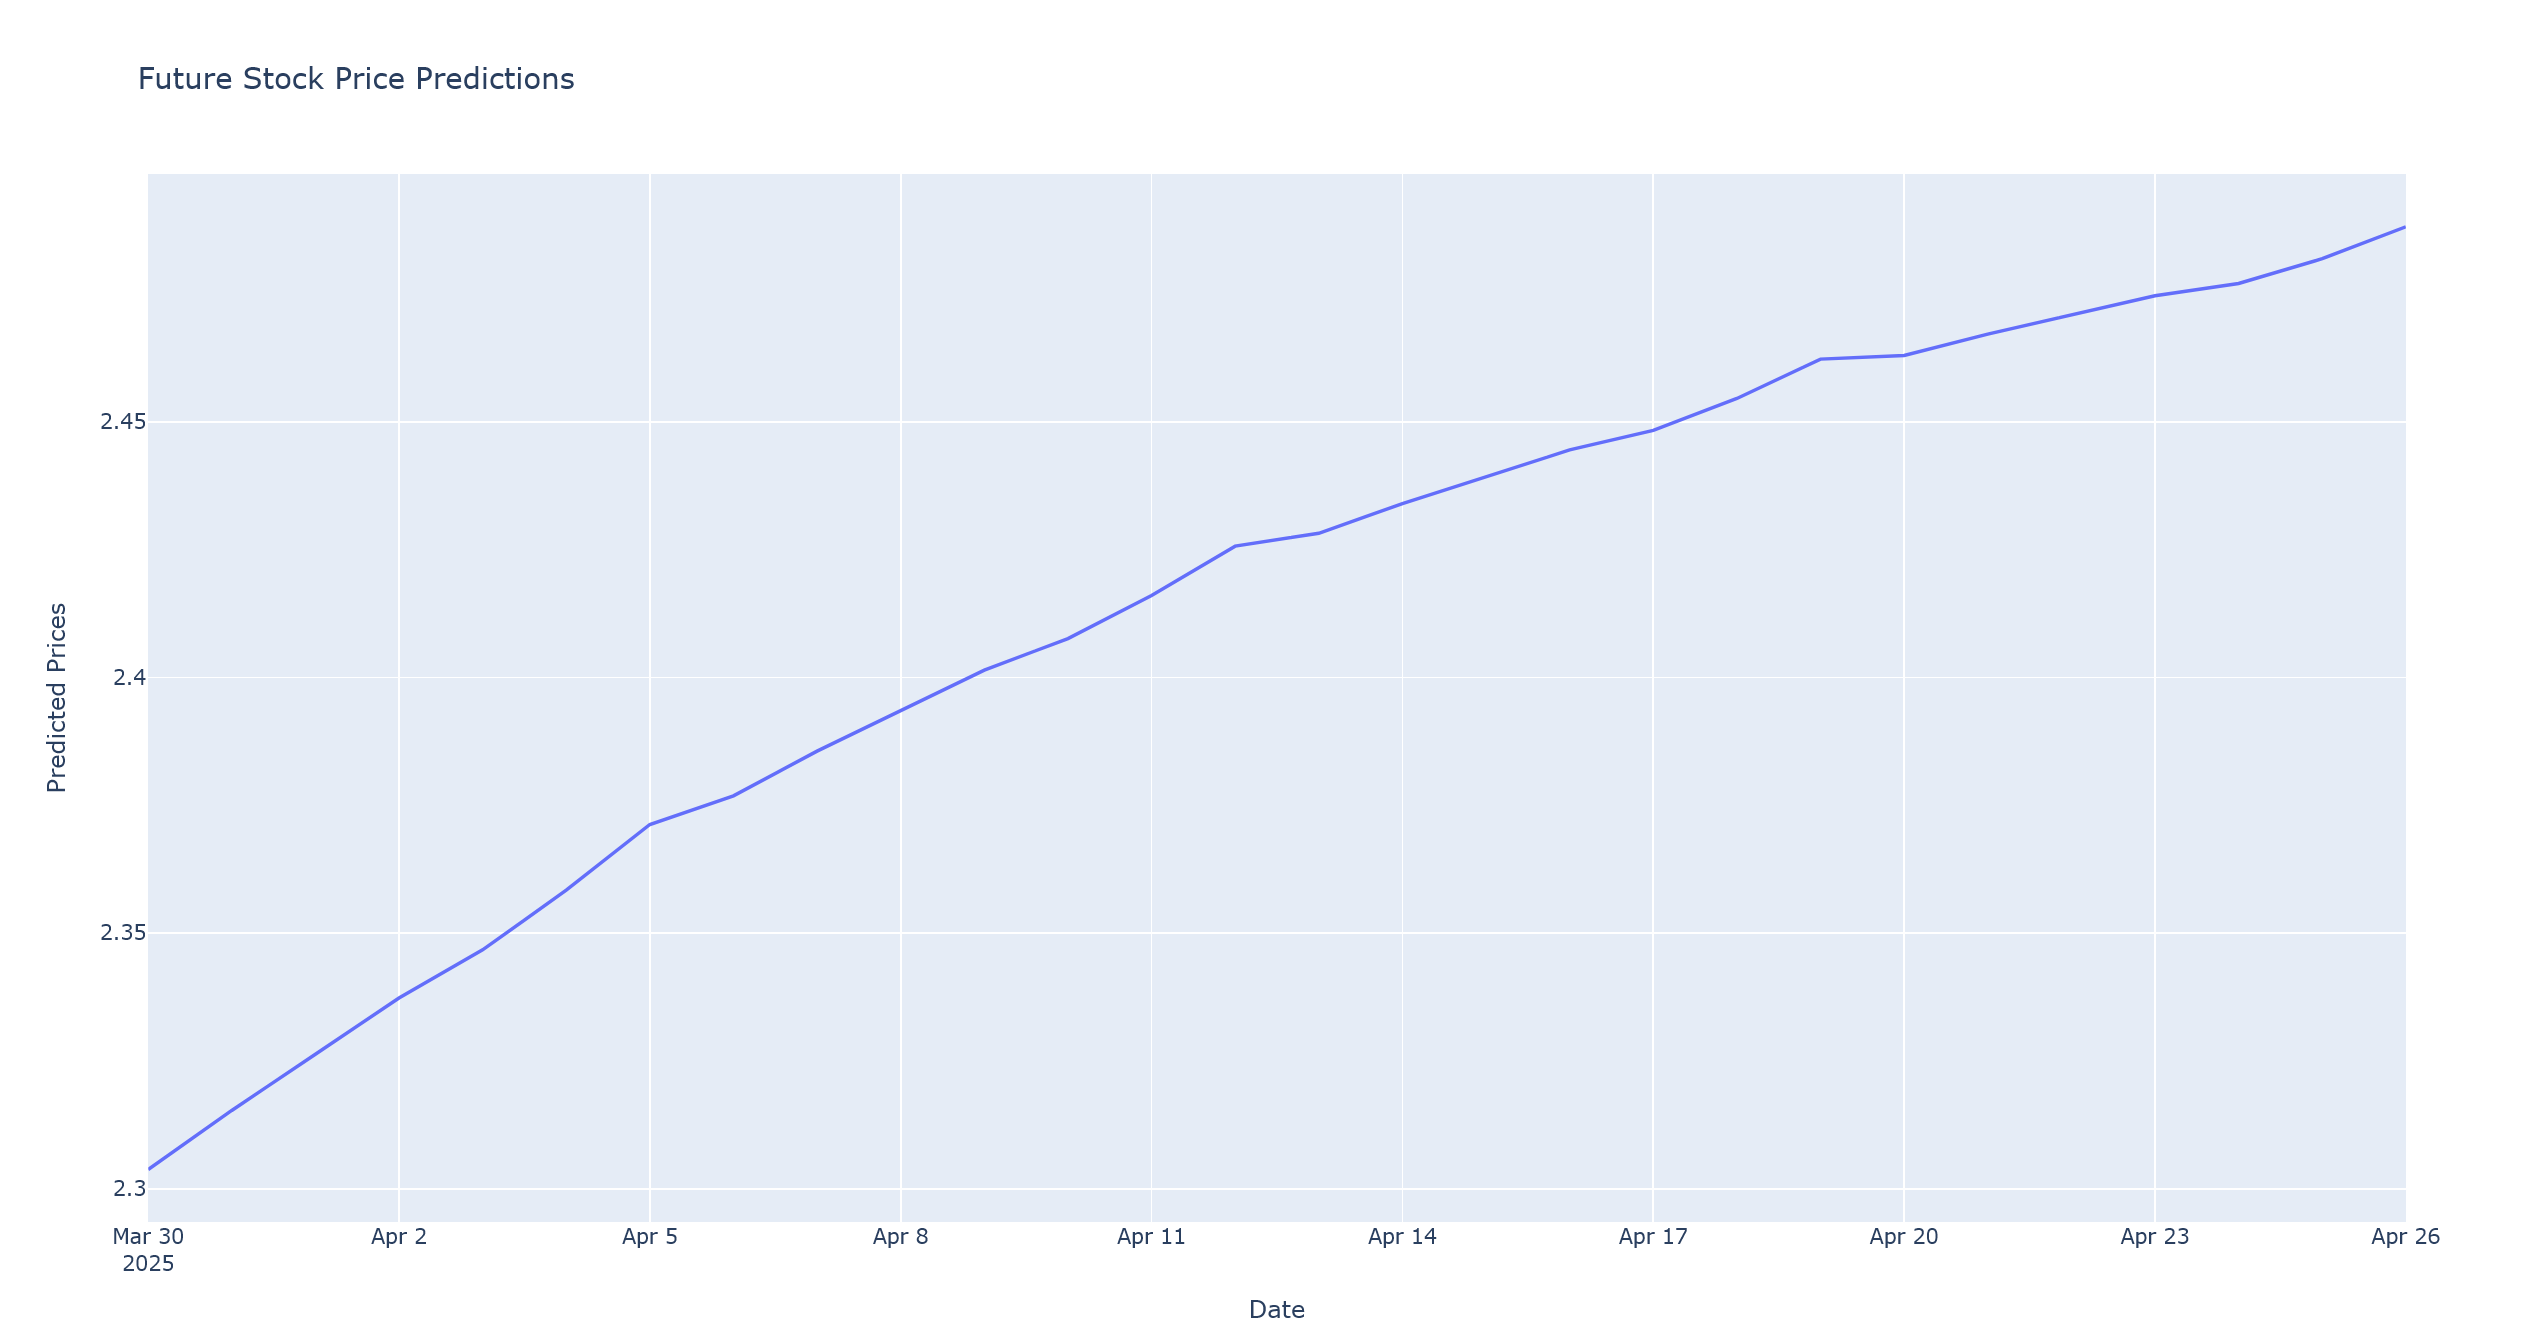 Future Stock Price Predictions
Predicted Prices
2.45
2.4
2.35
2.3
Mar 30
2025
Apr 2
Apr 5
Apr 8
Apr 11
Apr 14
Apr 17
Apr 20
Apr 23
Apr 26
Date